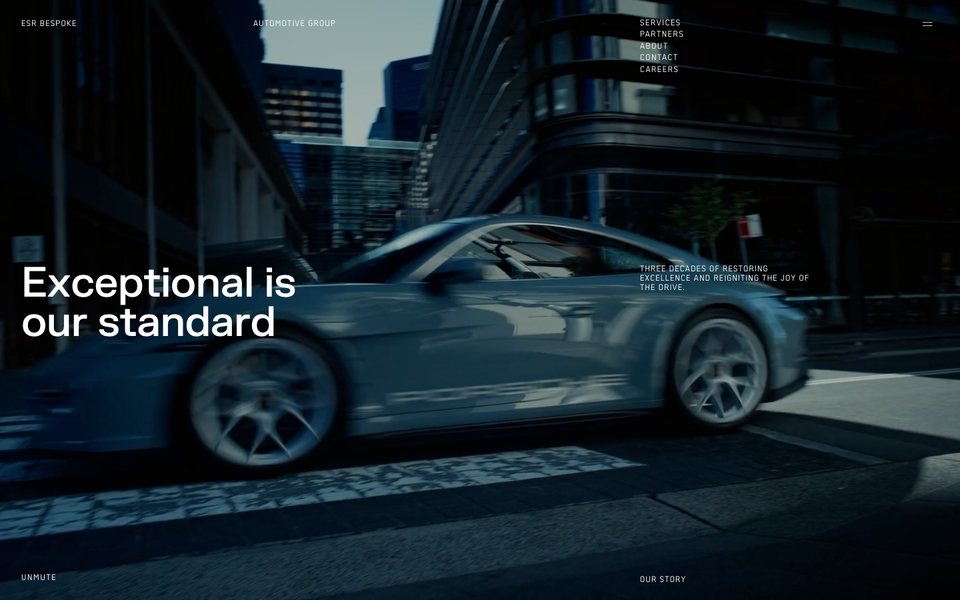 ESR BESPOKE
AUTOMOTIVE GROUP
SERVICES
PARTNERS
ABOUT
CONTACT
CAREERS
Exceptional is
our standard
THREE DECADES OF RESTORING
EXCELLENCE AND REIGNITING THE JOY OF
THE DRIVE.
PORSCHE
UNMUTE
OUR STORY